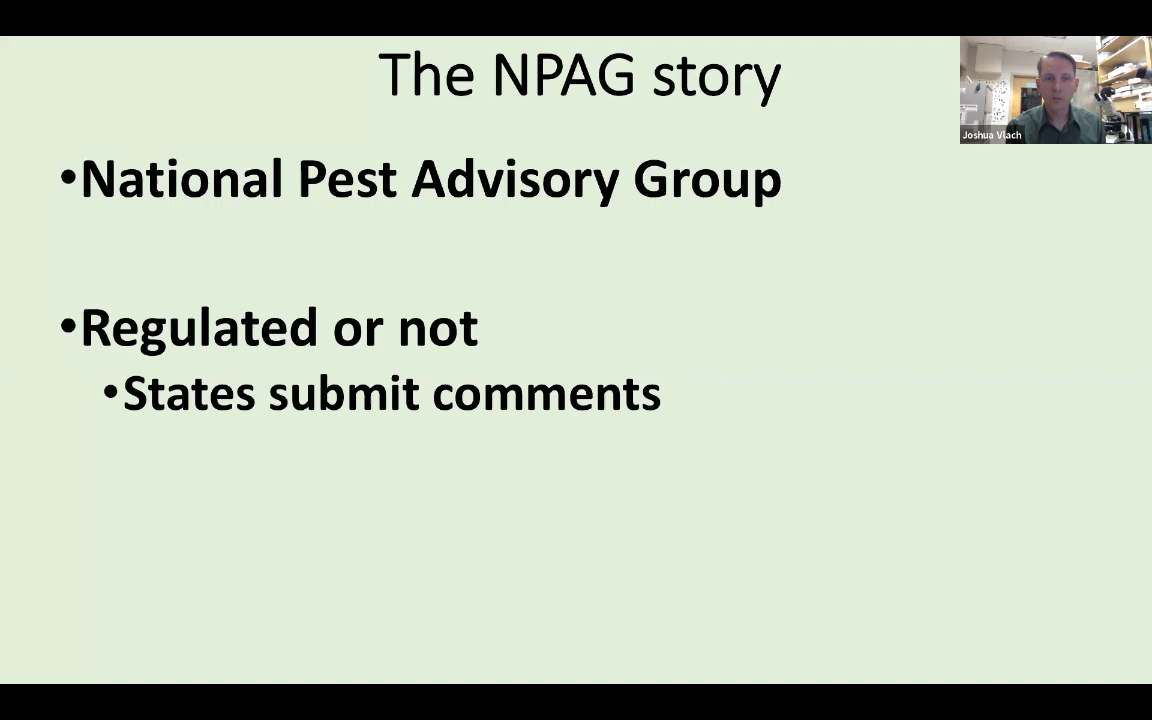 The NPAG story
Joshua Vlach
•National Pest Advisory Group
•Regulated or not
•States submit comments